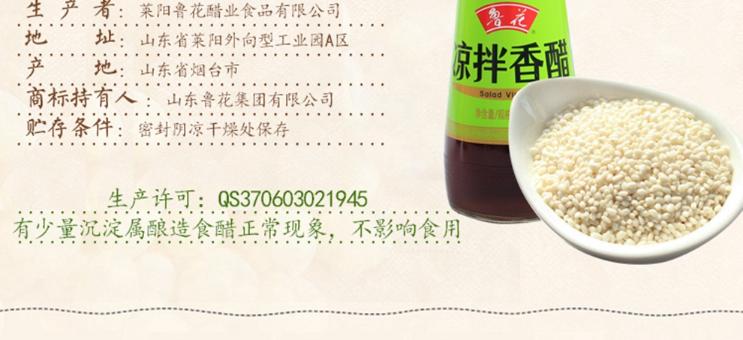 生产者：莱阳鲁花醋业食品有限公司
地址：山东省莱阳外向型工业园A区
产地：山东省烟台市
商标持有人：山东鲁花集团有限公司
贮存条件：密封阴凉干燥处保存
鲁花
凉拌香醋
Salad
生产许可：QS370603021945
有少量沉淀属酿造食醋正常现象，不影响食用